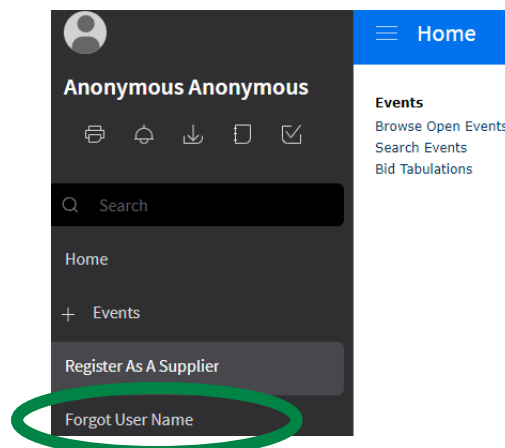 Anonymous Anonymous
Search
Home
Events
Register As A Supplier
Forgot User Name
Home
Events
Browse Open Events
Search Events
Bid Tabulations